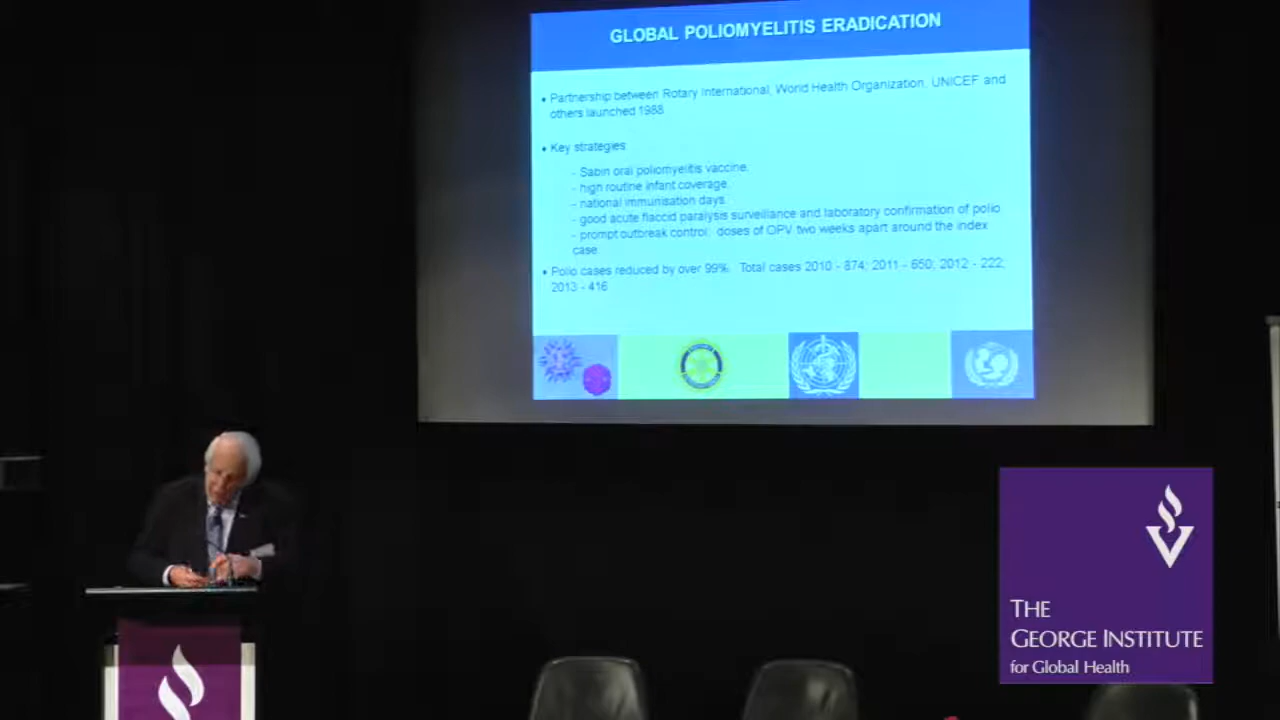 GLOBAL POLIOMYELITIS ERADICATION
• Partnership between Rotary International, World Health Organization, UNICEF and
others launched 1988
• Key strategies
- Sabin oral poliomyelitis vaccine.
- high routine infant coverage.
- national immunisation days.
- good acute flaccid paralysis surveillance and laboratory confirmation of polio
- prompt outbreak control: doses of OPV two weeks apart around the index
case.
• Polio cases reduced by over 99%. Total cases 2010 - 874; 2011 - 650; 2012 - 222;
2013 - 416
THE
GEORGE INSTITUTE
for Global Health